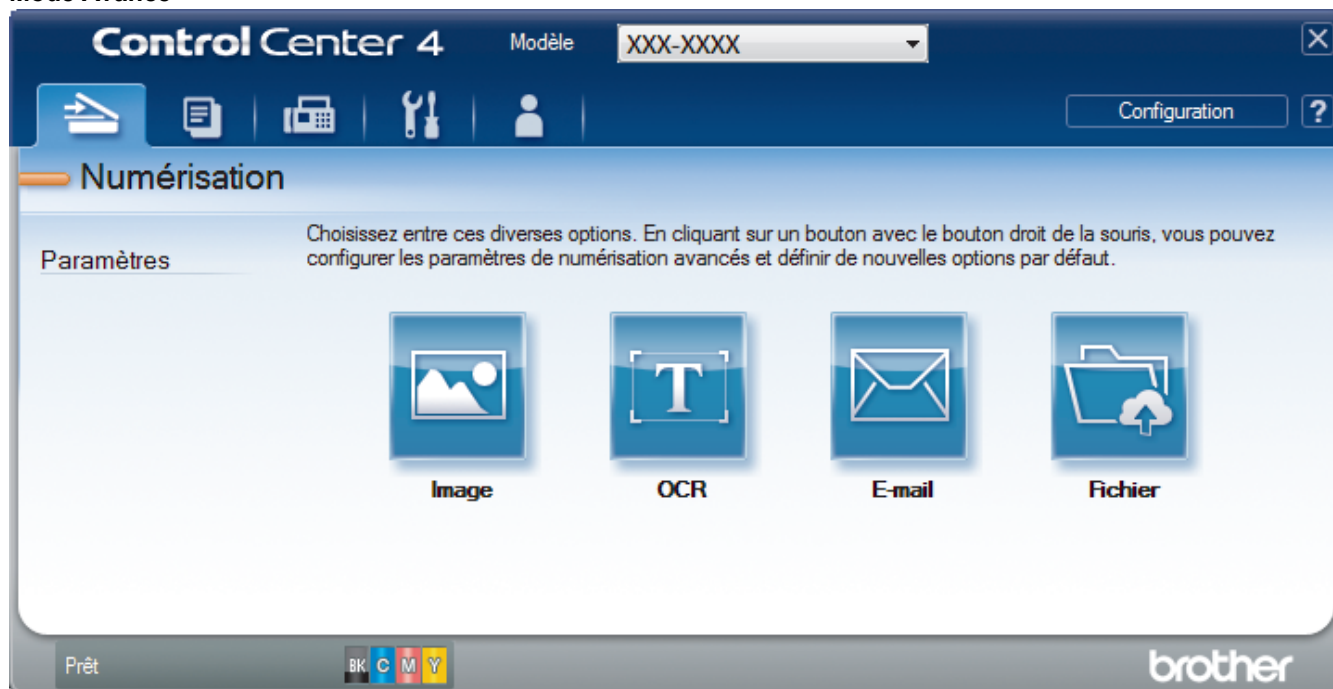 Control Center 4 Modèle XXX-XXXX
Configuration ?
Numérisation
Paramètres
Choisissez entre ces diverses options. En cliquant sur un bouton avec le bouton droit de la souris, vous pouvez
configurer les paramètres de numérisation avancés et définir de nouvelles options par défaut.
T
Image OCR E-mail Fichier
Prêt BK C M Y brother